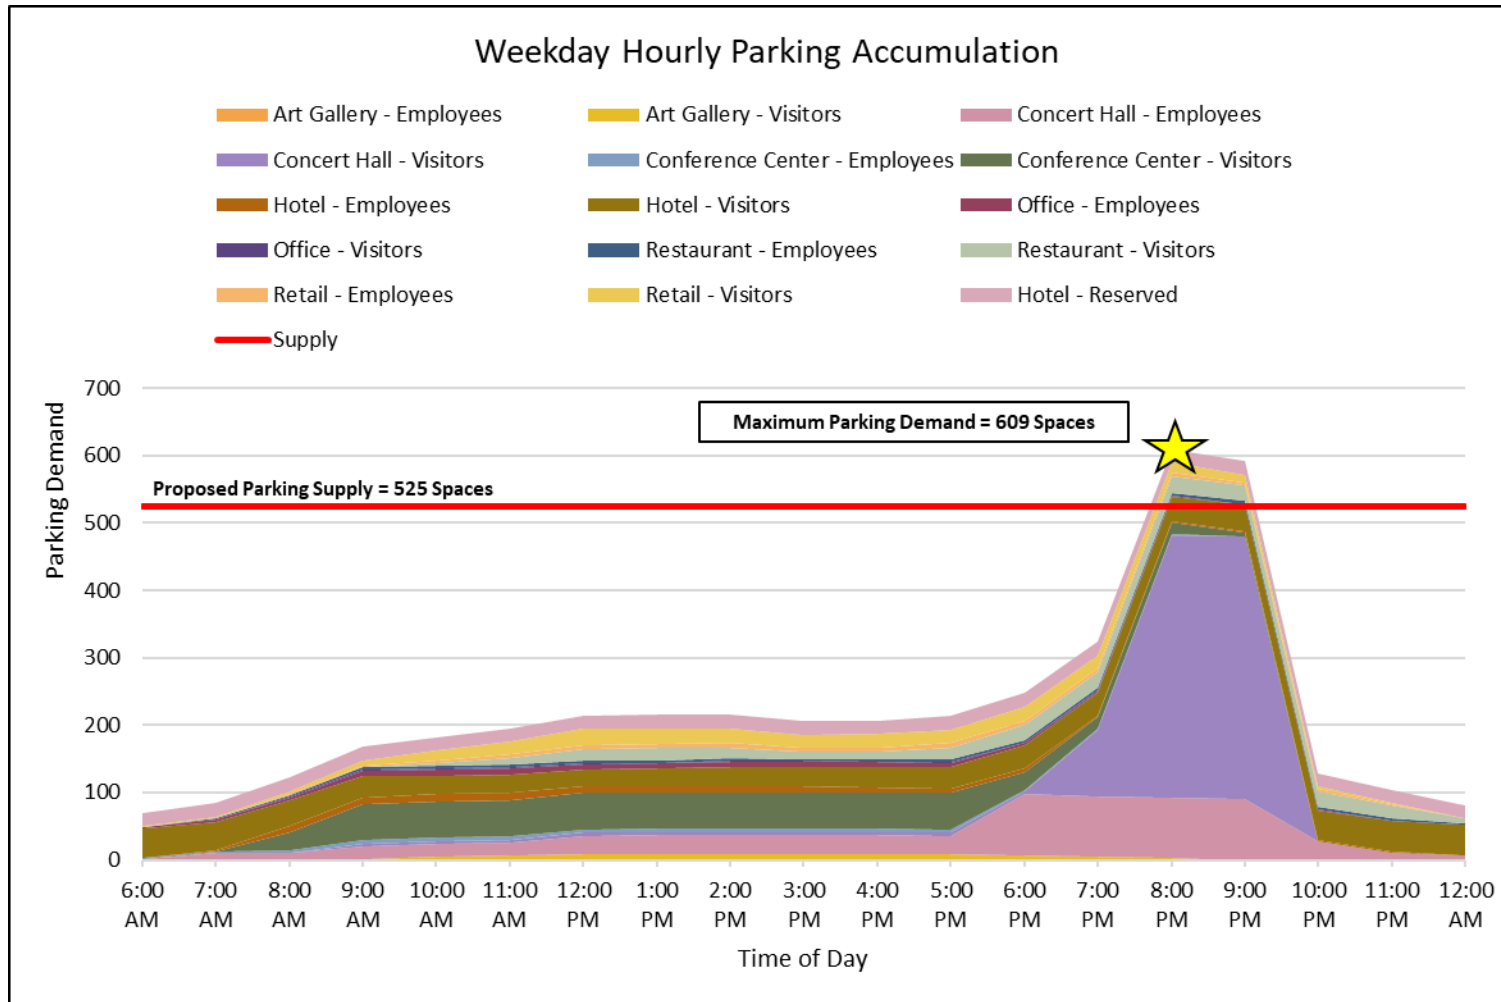 Weekday Hourly Parking Accumulation
Art Gallery - Employees
Art Gallery - Visitors
Concert Hall - Employees
Concert Hall - Visitors
Conference Center - Employees
Conference Center - Visitors
Hotel - Employees
Hotel - Visitors
Office - Employees
Office - Visitors
Restaurant - Employees
Restaurant - Visitors
Retail - Employees
Retail - Visitors
Hotel - Reserved
Supply
Parking Demand
700
600
500
400
300
200
100
0
Maximum Parking Demand = 609 Spaces
Proposed Parking Supply = 525 Spaces
6:00 AM
7:00 AM
8:00 AM
9:00 AM
10:00 AM
11:00 AM
12:00 PM
1:00 PM
2:00 PM
3:00 PM
4:00 PM
5:00 PM
6:00 PM
7:00 PM
8:00 PM
9:00 PM
10:00 PM
11:00 PM
12:00 AM
Time of Day